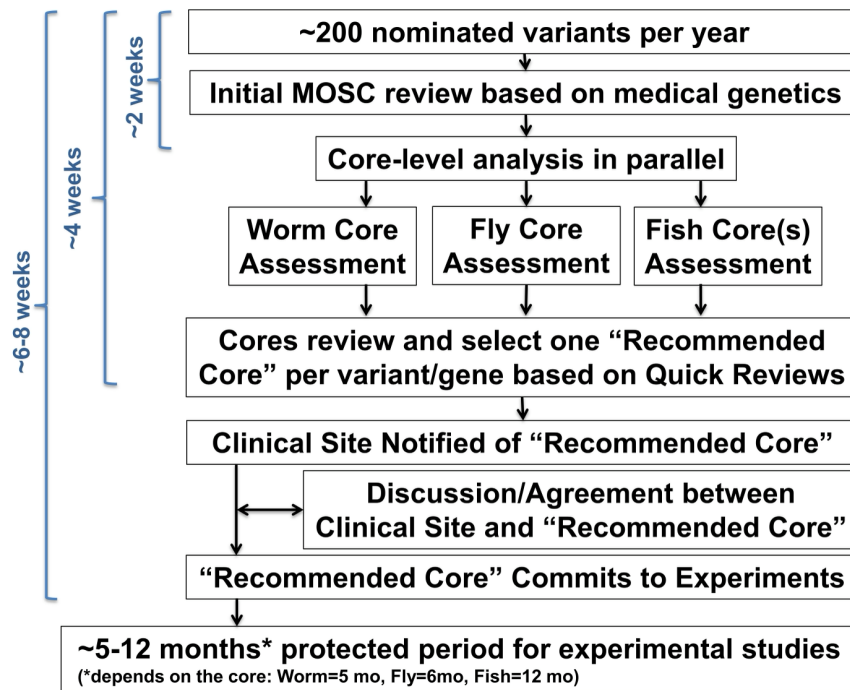 ~200 nominated variants per year
Initial MOSC review based on medical genetics
Core-level analysis in parallel
Worm Core
Assessment
Fly Core
Assessment
Fish Core(s)
Assessment
Cores review and select one “Recommended
Core” per variant/gene based on Quick Reviews
Clinical Site Notified of “Recommended Core”
Discussion/Agreement between
Clinical Site and “Recommended Core”
“Recommended Core” Commits to Experiments
~5-12 months* protected period for experimental studies
(*depends on the core: Worm=5 mo, Fly=6mo, Fish=12 mo)
~2 weeks
~4 weeks
~6-8 weeks